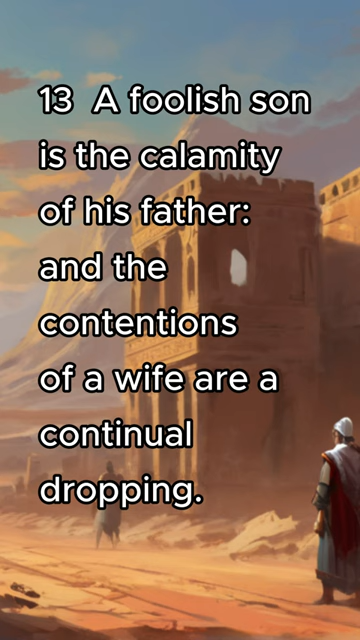 13  A foolish son
is the calamity
of his father:
and the
contentions
of a wife are a
continual
dropping.